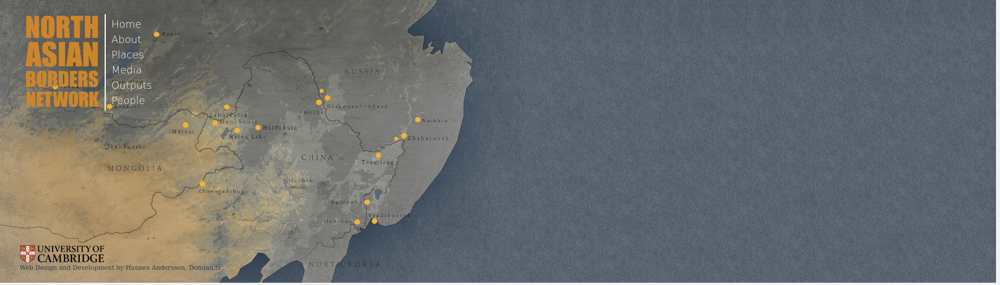 NORTH
ASIAN
BORDERS
NETWORK
Home
About
Places
Media
Outputs
People
Baunt
Kyakhta
RUSSIA
Blagoveshchensk
Heihe
Zabaikalsk
Manzhouli
HulunBuir
Hulun Lake
Mardai
Naikhin
Khabarovsk
Tongjiang
Ulaanbaatar
MONGOLIA
CHINA
Harbin
Suifenhe
Vladivostok
Hunchun
NORTH KOREA
UNIVERSITY OF
CAMBRIDGE
Web Design and Development by Hannes Andersson, Donuan.tv